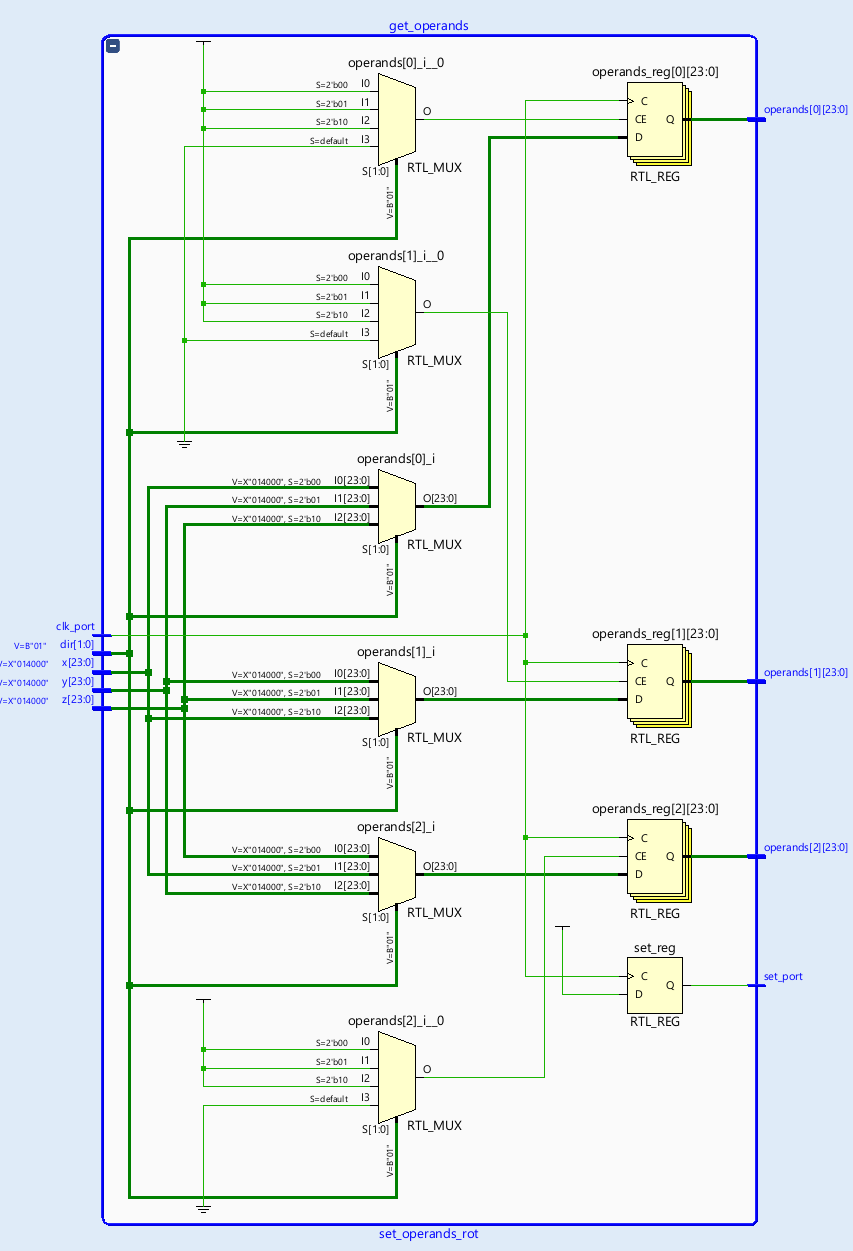 get_operands
operands[0]_i__0
S=2'b00 I0
S=2'b01 I1
S=2'b10 I2
S=default I3
O
S[1:0]
RTL_MUX
V=B"01"
operands_reg[0][23:0]
C
CE Q
D
RTL_REG
operands[0][23:0]
operands[1]_i__0
S=2'b00 I0
S=2'b01 I1
S=2'b10 I2
S=default I3
O
S[1:0]
RTL_MUX
V=B"01"
operands[0]_i
V=X"014000", S=2'b00 I0[23:0]
V=X"014000", S=2'b01 I1[23:0]
V=X"014000", S=2'b10 I2[23:0]
O[23:0]
S[1:0]
RTL_MUX
V=B"01"
clk_port
V=B"01" dir[1:0]
V=X"014000" x[23:0]
V=X"014000" y[23:0]
V=X"014000" z[23:0]
operands[1]_i
V=X"014000", S=2'b00 I0[23:0]
V=X"014000", S=2'b01 I1[23:0]
V=X"014000", S=2'b10 I2[23:0]
O[23:0]
S[1:0]
RTL_MUX
V=B"01"
operands_reg[1][23:0]
C
CE Q
D
RTL_REG
operands[1][23:0]
operands[2]_i
V=X"014000", S=2'b00 I0[23:0]
V=X"014000", S=2'b01 I1[23:0]
V=X"014000", S=2'b10 I2[23:0]
O[23:0]
S[1:0]
RTL_MUX
V=B"01"
operands_reg[2][23:0]
C
CE Q
D
RTL_REG
operands[2][23:0]
set_reg
C
Q
D
RTL_REG
set_port
operands[2]_i__0
S=2'b00 I0
S=2'b01 I1
S=2'b10 I2
S=default I3
O
S[1:0]
RTL_MUX
V=B"01"
set_operands_rot